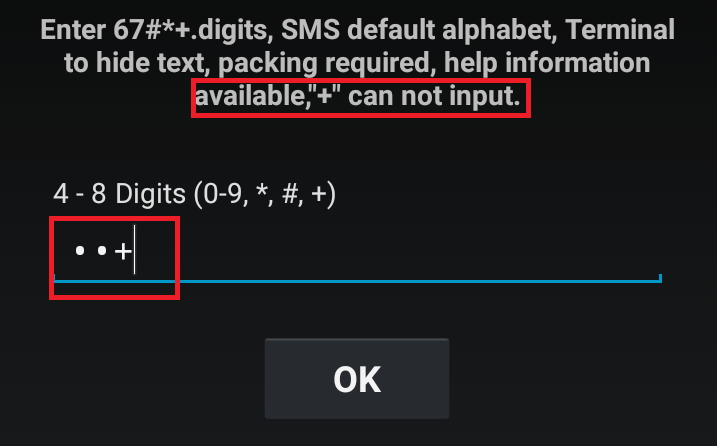 Enter 67#*+.digits, SMS default alphabet, Terminal
to hide text, packing required, help information
available,"+" can not input.
4 - 8 Digits (0-9, *, #, +)
••+
OK